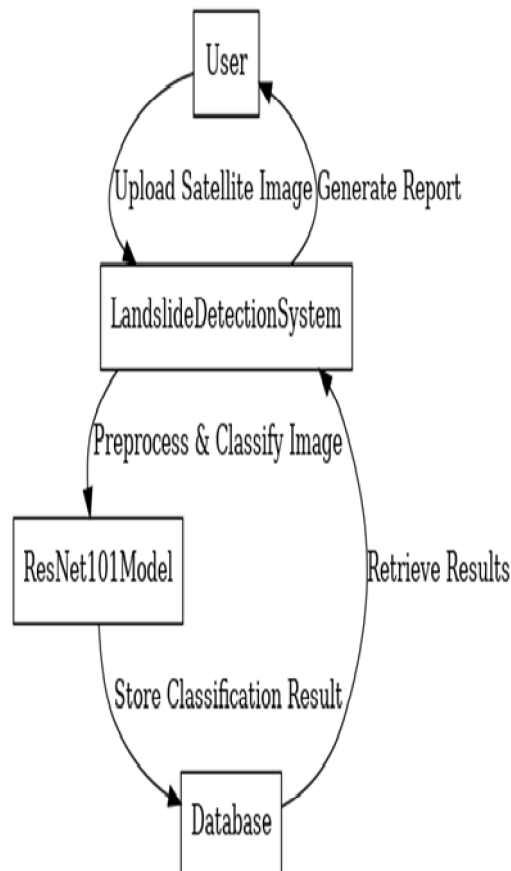 User
Upload Satellite Image Generate Report
LandslideDetectionSystem
Preprocess & Classify Image
ResNet101Model
Retrieve Results
Store Classification Result
Database